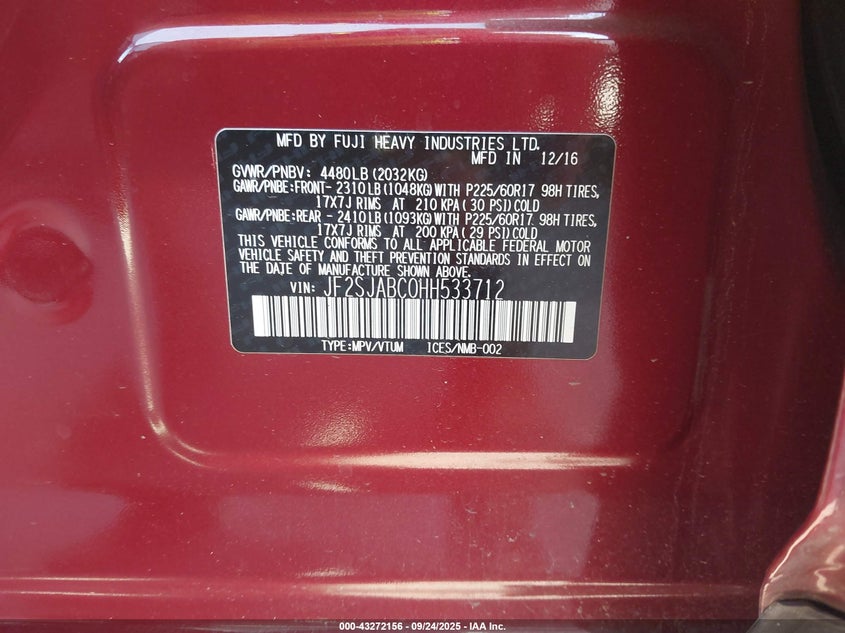 MFD BY FUJI HEAVY INDUSTRIES LTD.
MFD IN 12/16
GVWR/PNBV: 4480LB (2032KG)
GAWR/PNBE:FRONT- 2310LB (1048KG) WITH P225/60R17 98H TIRES,
17X7J RIMS AT 210 KPA ( 30 PSI) COLD
GAWR/PNBE:REAR - 2410LB (1093KG) WITH P225/60R17 98H TIRES,
17X7J RIMS AT 200 KPA ( 29 PSI) COLD
THIS VEHICLE CONFORMS TO ALL APPLICABLE FEDERAL MOTOR
VEHICLE SAFETY AND THEFT PREVENTION STANDARDS IN EFFECT ON
THE DATE OF MANUFACTURE SHOWN ABOVE.
VIN: JF2SJABC0HH533712
TYPE:MPV/VTUM ICES/NMB-002
000-43272156 - 09/24/2025 - IAA Inc.